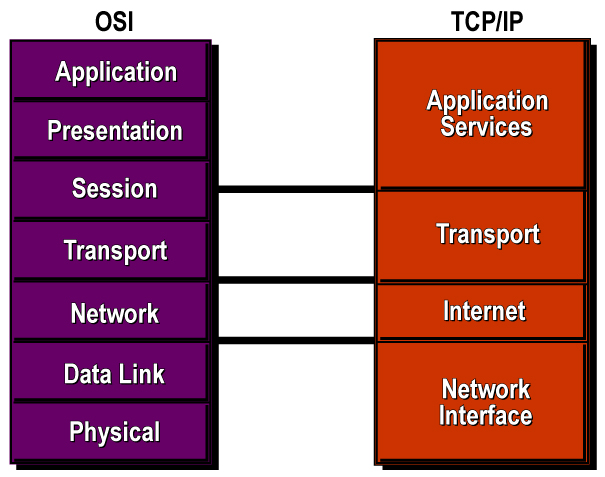 OSI
Application
Presentation
Session
Transport
Network
Data Link
Physical
TCP/IP
Application
Services
Transport
Internet
Network
Interface